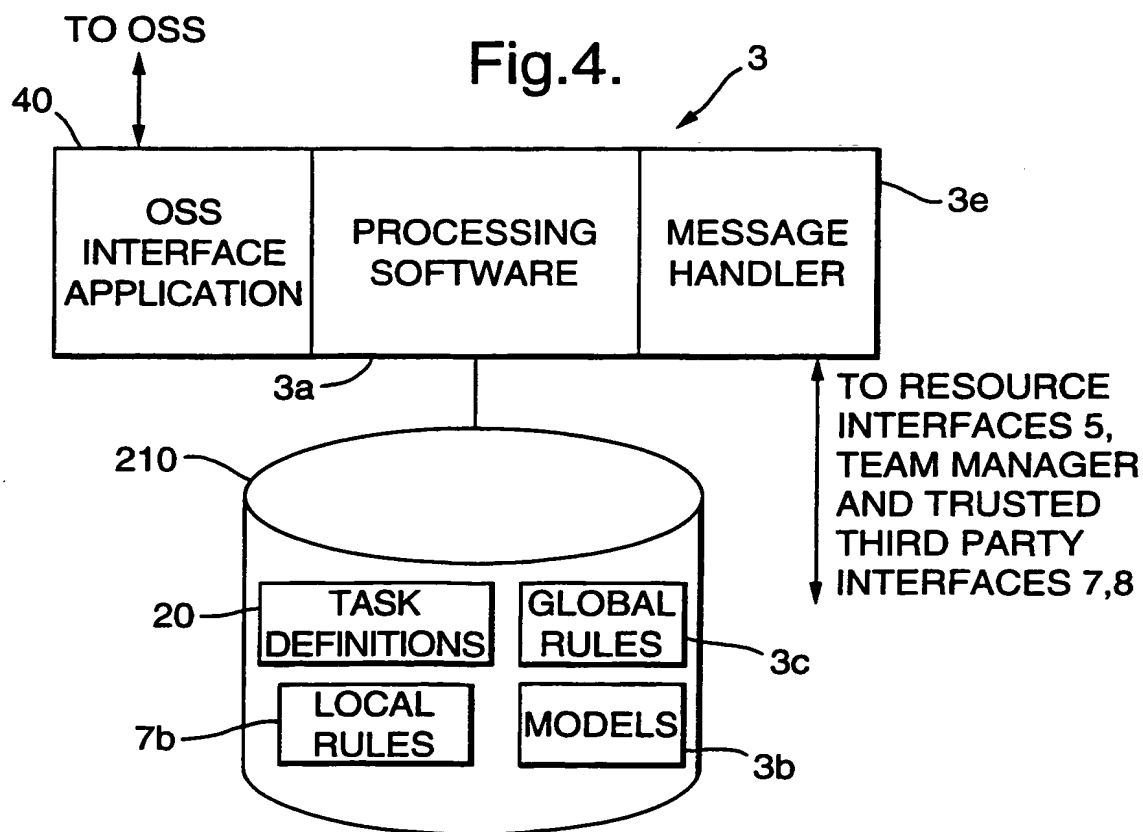 TO OSS
Fig.4.
3
40
OSS
INTERFACE
APPLICATION
PROCESSING
SOFTWARE
MESSAGE
HANDLER
3e
3a
TO RESOURCE
INTERFACES 5,
TEAM MANAGER
AND TRUSTED
THIRD PARTY
INTERFACES 7,8
210
20
TASK
DEFINITIONS
GLOBAL
RULES
3c
7b
LOCAL
RULES
MODELS
3b